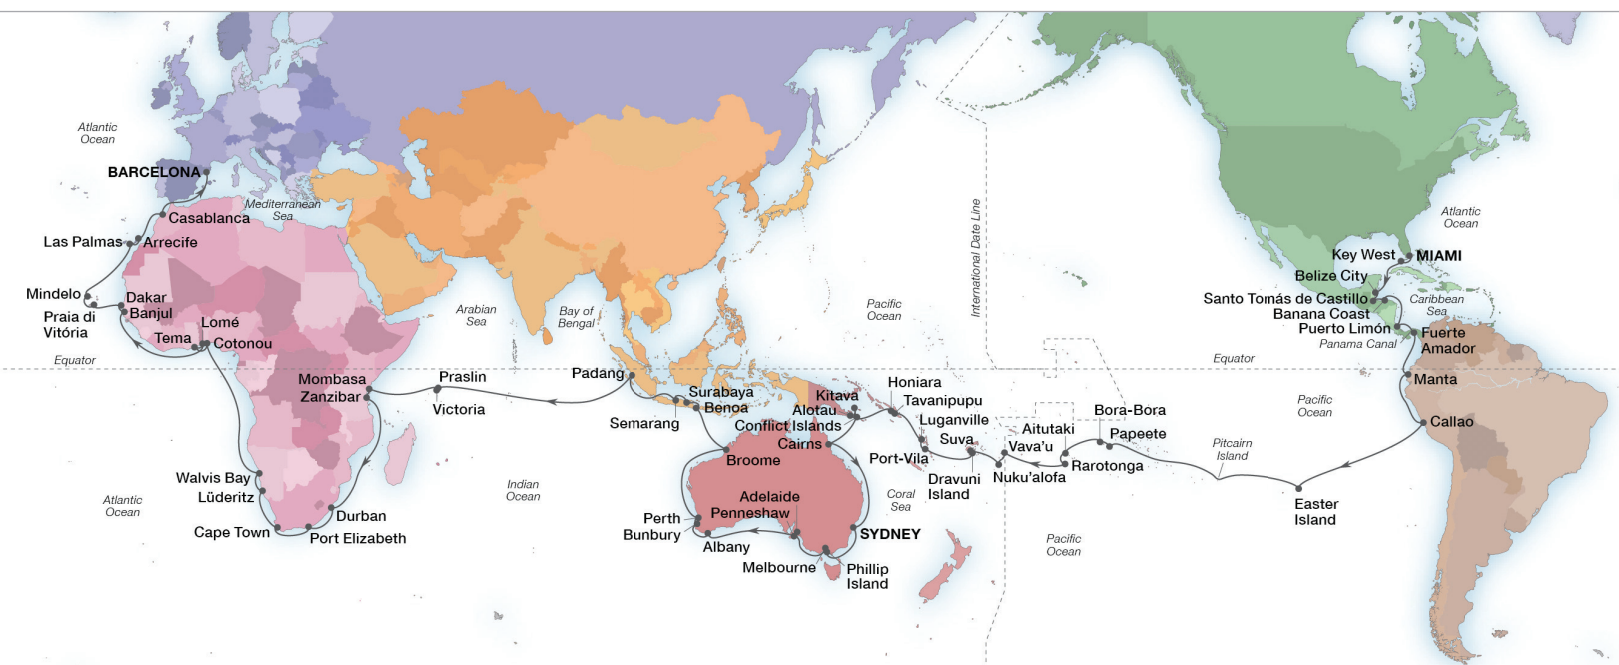 Atlantic
Ocean
BARCELONA
Mediterranean
Sea
Casablanca
Las Palmas
Arrecife
Mindelo
Praia di
Vitória
Dakar
Banjul
Lomé
Tema
Cotonou
Equator
Mombasa
Zanzibar
Praslin
Victoria
Arabian
Sea
Bay of
Bengal
Padang
Semarang
Surabaya
Benoa
Walvis Bay
Lüderitz
Cape Town
Port Elizabeth
Durban
Atlantic
Ocean
Indian
Ocean
Broome
Perth
Bunbury
Albany
Adelaide
Penneshaw
Melbourne
Phillip
Island
SYDNEY
Cairns
Conflict Islands
Alotau
Kitava
Coral
Sea
Honiara
Tavanipupu
Luganville
Port-Vila
Suva
Dravuni
Island
Vava'u
Nuku'alofa
Aitutaki
Rarotonga
Bora-Bora
Papeete
Pacific
Ocean
International Date Line
Pacific
Ocean
Pitcairn
Island
Easter
Island
Pacific
Ocean
Equator
Callao
Manta
Fuerte
Amador
Panama Canal
Puerto Limón
Banana Coast
Santo Tomás de Castillo
Belize City
Caribbean
Sea
Key West
MIAMI
Atlantic
Ocean